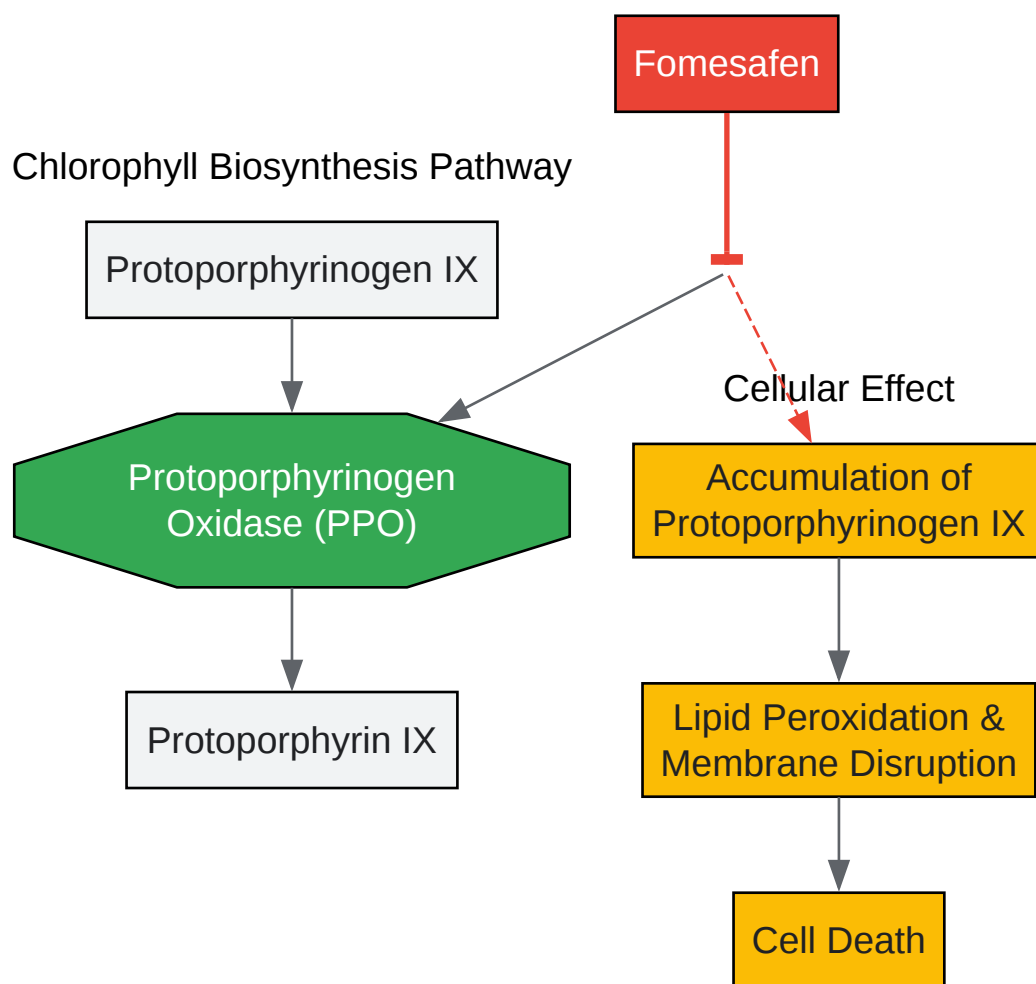 Fomesafen
Chlorophyll Biosynthesis Pathway
Protoporphyrinogen IX
Protoporphyrinogen
Oxidase (PPO)
Protoporphyrin IX
Cellular Effect
Accumulation of
Protoporphyrinogen IX
Lipid Peroxidation &
Membrane Disruption
Cell Death